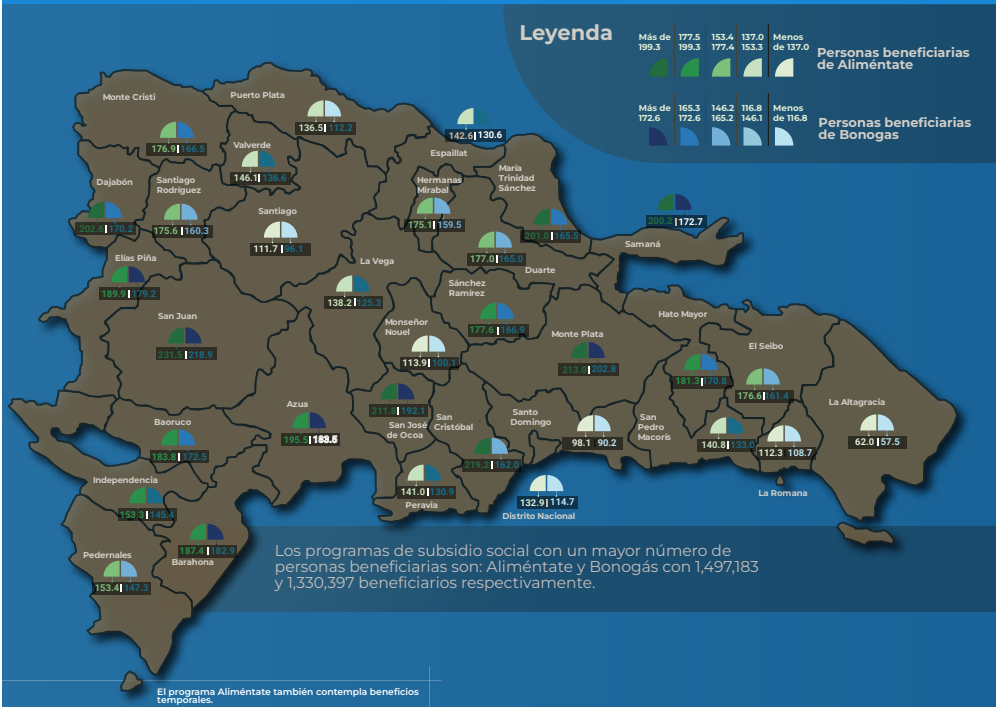 Leyenda
Más de 199.3
177.5 199.3
153.4 177.4
137.0 153.3
Menos de 137.0
Personas beneficiarias
de Aliméntate
Más de 172.6
165.3 172.6
146.2 165.2
116.8 146.1
Menos de 116.8
Personas beneficiarias
de Bonogas
Monte Cristi
176.9 | 166.5
Puerto Plata
136.5 | 112.2
Valverde
146.1 | 136.6
Espaillat
142.6 | 130.6
Dajabón
202.6 | 170.2
Santiago
Rodríguez
175.6 | 160.3
Santiago
111.7 | 96.1
Hermanas
Mirabal
175.1 | 159.5
María
Trinidad
Sánchez
201.0 | 165.5
Samaná
200.2 | 172.7
Duarte
177.0 | 165.0
Elías Piña
189.9 | 179.2
La Vega
138.2 | 125.3
Sánchez
Ramírez
177.6 | 166.9
San Juan
231.5 | 218.9
Monseñor
Nouel
113.9 | 100.1
Monte Plata
213.0 | 202.8
Hato Mayor
181.3 | 170.8
El Seibo
176.6 | 161.4
La Altagracia
62.0 | 57.5
Azua
195.5 |
San José
de Ocoa
211.8 | 192.1
San
Cristóbal
219.2 | 162.0
Santo
Domingo
98.1 | 90.2
San
Pedro
Macorís
140.8 | 133.0
La Romana
112.3 | 108.7
Baoruco
183.8 | 172.5
Peravia
141.0 | 130.9
Distrito Nacional
132.9 | 114.7
Independencia
153.3 | 145.4
Barahona
187.4 | 182.9
Pedernales
153.4 | 147.3
Los programas de subsidio social con un mayor número de
personas beneficiarias son: Aliméntate y Bonogás con 1,497,183
y 1,330,397 beneficiarios respectivamente.
El programa Aliméntate también contempla beneficios
temporales.